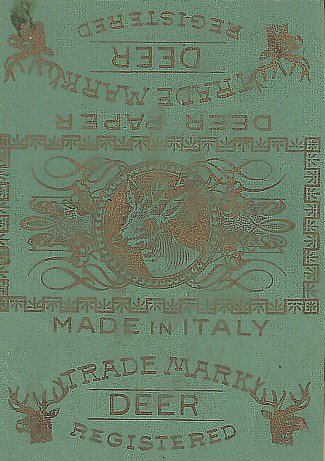 REGISTERED
DEER
TRADE MARK
DEER PAPER
MADE IN ITALY
TRADE MARK
DEER
REGISTERED